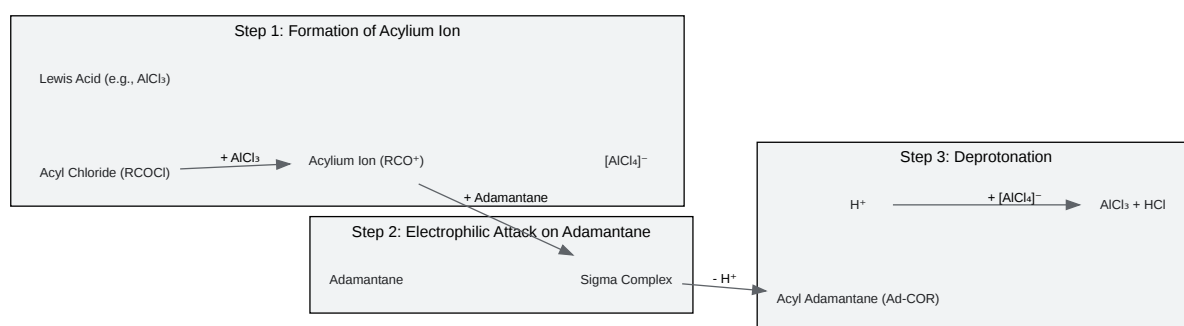 Step 1: Formation of Acylium Ion
Lewis Acid (e.g., AlCl₃)
Acyl Chloride (RCOCl)
+ AlCl₃
Acylium Ion (RCO⁺)
[AlCl₄]⁻
+ Adamantane
Step 2: Electrophilic Attack on Adamantane
Adamantane
Sigma Complex
- H⁺
Step 3: Deprotonation
H⁺
+ [AlCl₄]⁻
AlCl₃ + HCl
Acyl Adamantane (Ad-COR)